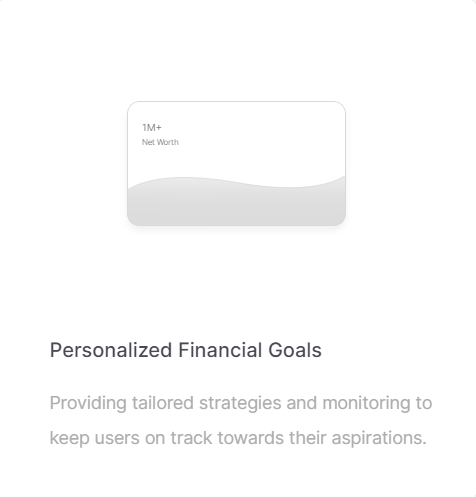 1M+
Net Worth
Personalized Financial Goals
Providing tailored strategies and monitoring to
keep users on track towards their aspirations.